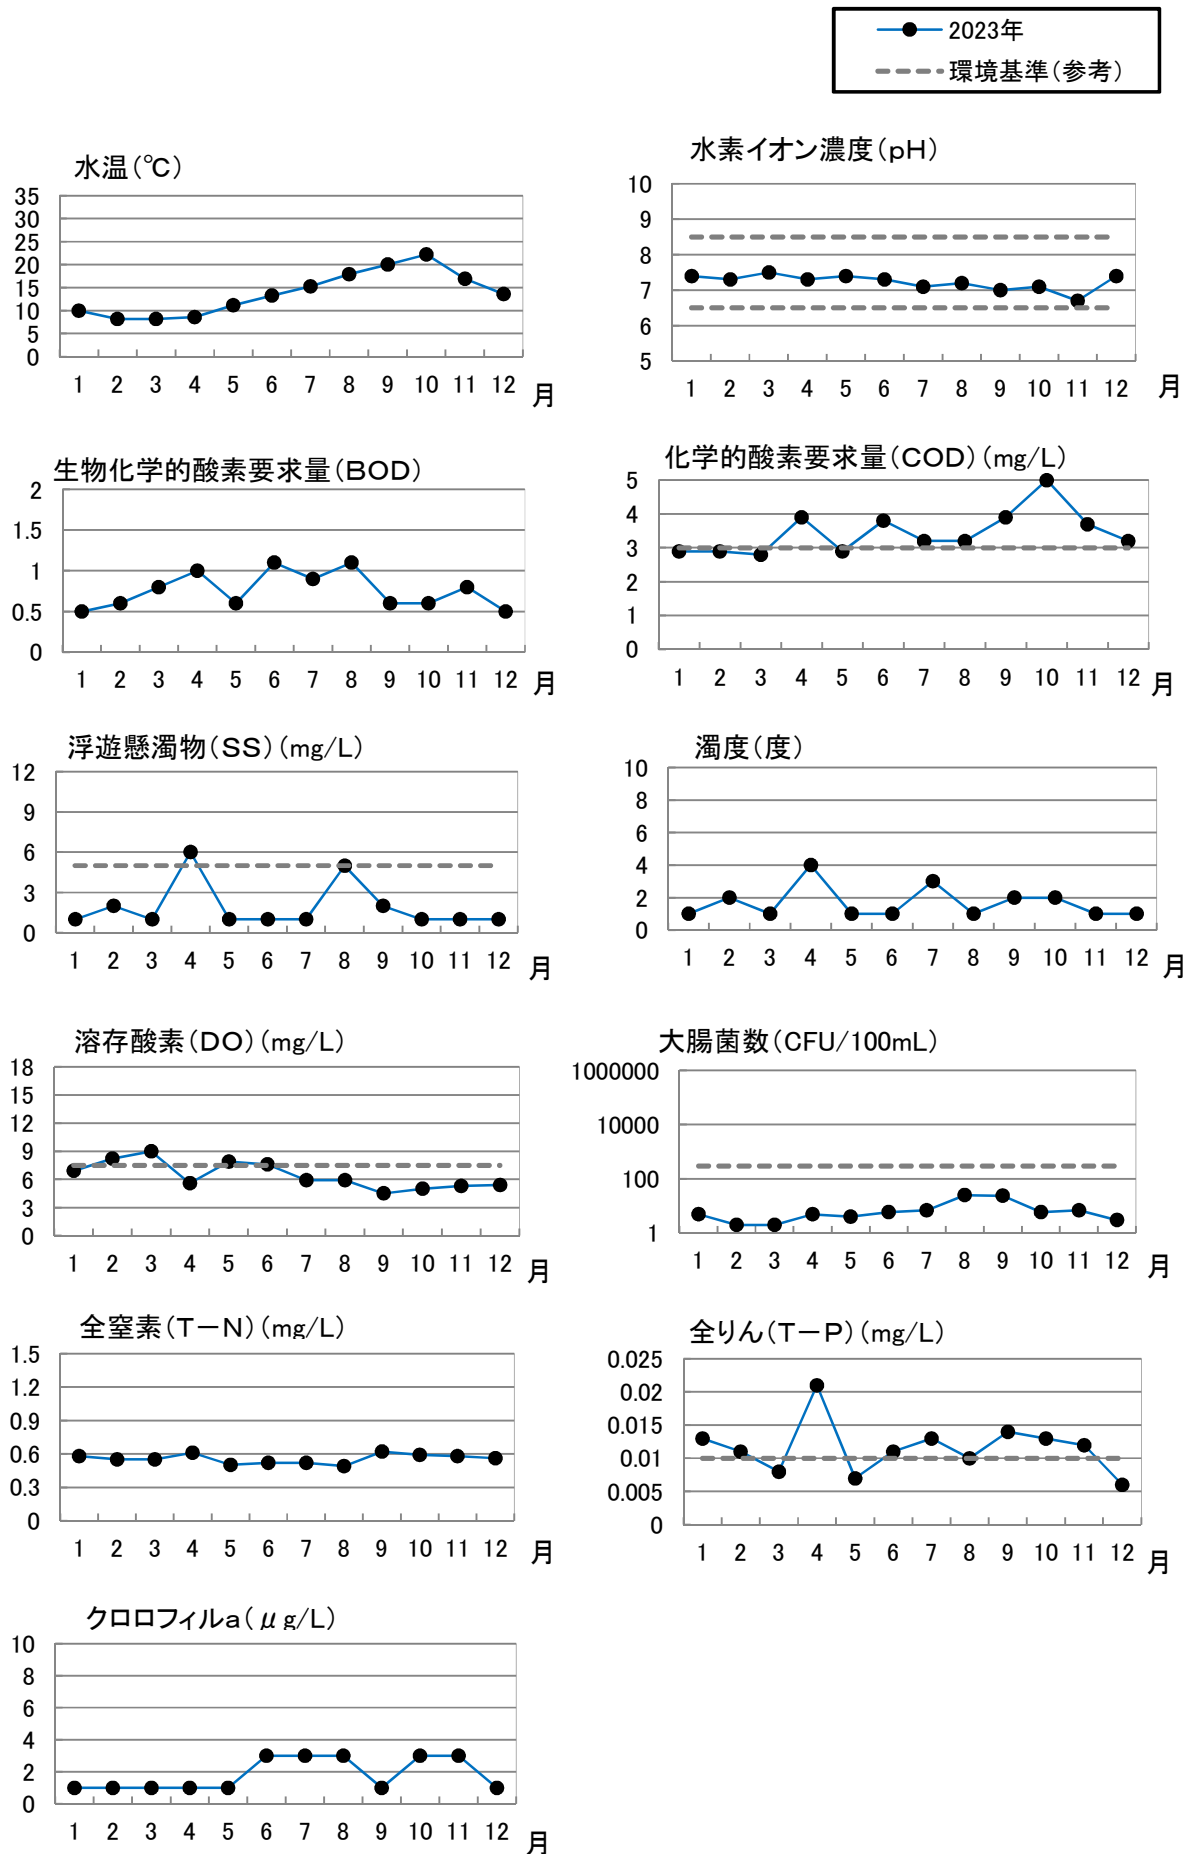 2023年
環境基準（参考）
水温（℃）
35
30
25
20
15
10
5
0
1 2 3 4 5 6 7 8 9 10 11 12 月
水素イオン濃度（pH）
10
9
8
7
6
5
1 2 3 4 5 6 7 8 9 10 11 12 月
生物化学的酸素要求量（BOD）
2
1.5
1
0.5
0
1 2 3 4 5 6 7 8 9 10 11 12 月
化学的酸素要求量（COD）（mg/L）
5
4
3
2
1
0
1 2 3 4 5 6 7 8 9 10 11 12 月
浮遊懸濁物（SS）（mg/L）
12
9
6
3
0
1 2 3 4 5 6 7 8 9 10 11 12 月
濁度（度）
10
8
6
4
2
0
1 2 3 4 5 6 7 8 9 10 11 12 月
溶存酸素（DO）（mg/L）
18
15
12
9
6
3
0
1 2 3 4 5 6 7 8 9 10 11 12 月
大腸菌数（CFU/100mL）
1000000
10000
100
1
1 2 3 4 5 6 7 8 9 10 11 12 月
全窒素（T－N）（mg/L）
1.5
1.2
0.9
0.6
0.3
0
1 2 3 4 5 6 7 8 9 10 11 12 月
全りん（T－P）（mg/L）
0.025
0.02
0.015
0.01
0.005
0
1 2 3 4 5 6 7 8 9 10 11 12 月
クロロフィルa（μg/L）
10
8
6
4
2
0
1 2 3 4 5 6 7 8 9 10 11 12 月